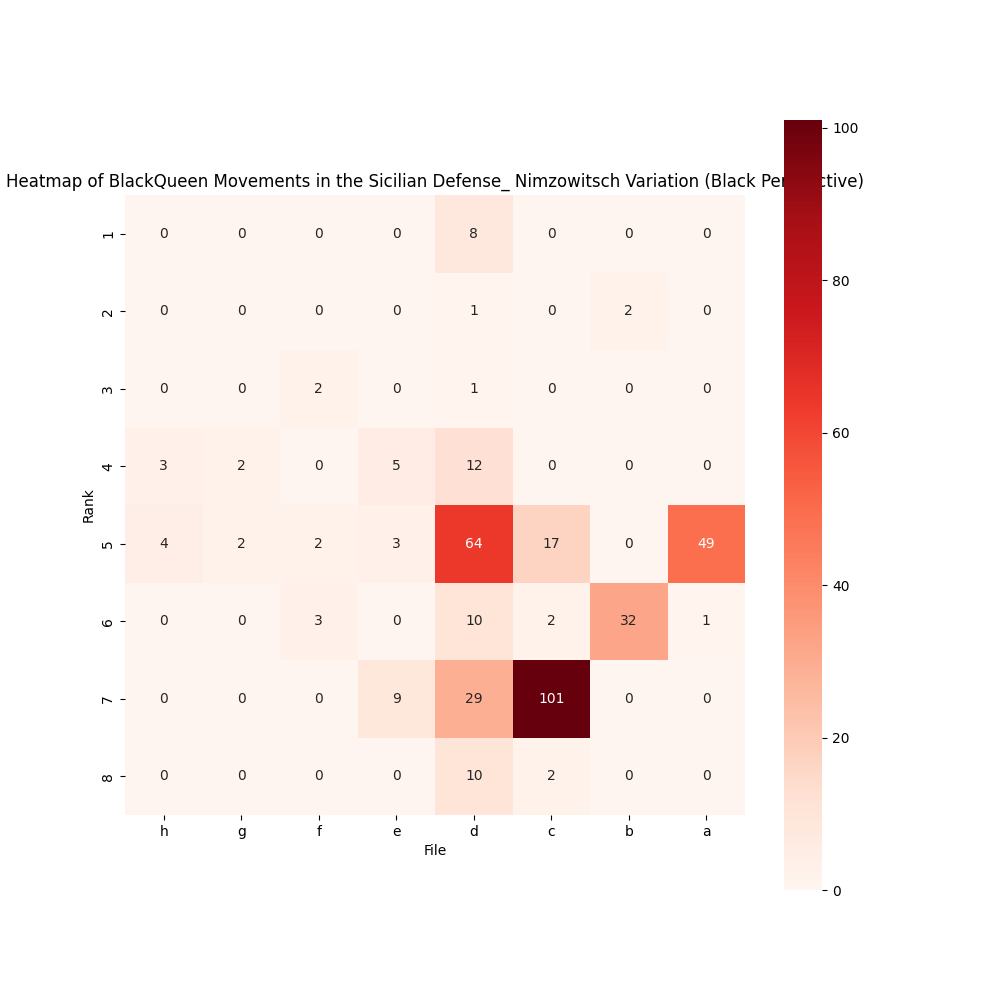 Heatmap of BlackQueen Movements in the Sicilian Defense_ Nimzowitsch Variation (Black
1 0 0 0 0 8 0 0 0
2 0 0 0 0 1 0 2 0
3 0 0 2 0 1 0 0 0
4 3 2 0 5 12 0 0 0
5 4 2 2 3 64 17 0 49
6 0 0 3 0 10 2 32 1
7 0 0 0 9 29 101 0 0
8 0 0 0 0 10 2 0 0
h g f e d c b a
Rank
File
100
80
60
40
20
0